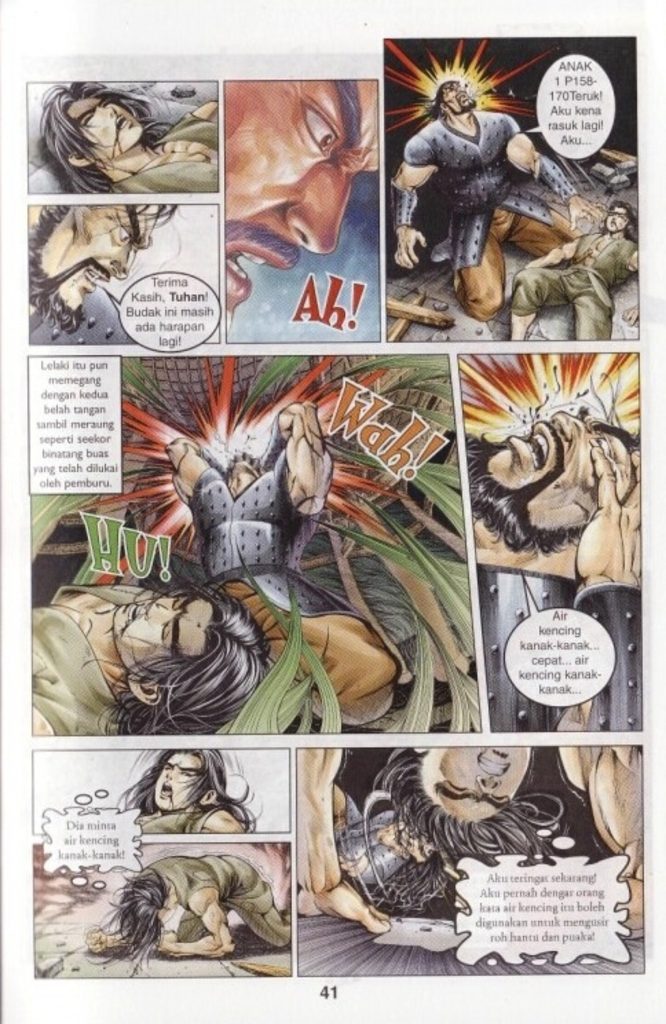 Terima
Kasih, Tuhan!
Budak ini masih
ada harapan
lagi!
Ah!
ANAK
1 P158-
170Teruk!
Aku kena
rasuk lagi!
Aku...
Lelaki itu pun
memegang
dengan kedua
belah tangan
sambil meraung
seperti seekor
binatang buas
yang telah dilukai
oleh pemburu.
Wah!
HU!
Air
kencing
kanak-kanak...
cepat... air
kencing kanak-
kanak...
Dia minta
air kencing
kanak-kanak!
Aku teringat sekarang!
Aku pernah dengar orang
kata air kencing itu boleh
digunakan untuk mengusir
roh hantu dan puaka!
41